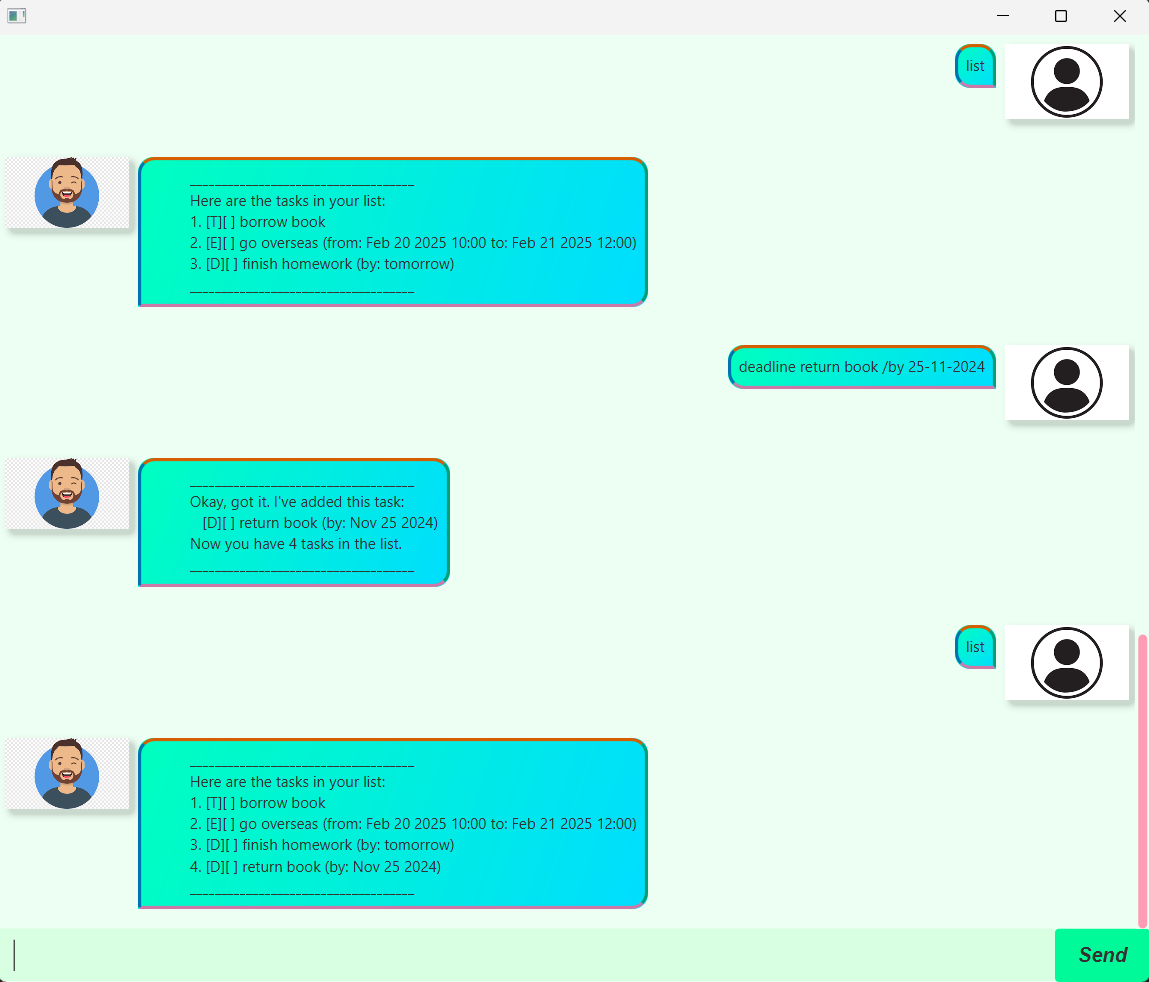 list
____________________________________
Here are the tasks in your list:
1. [T][ ] borrow book
2. [E][ ] go overseas (from: Feb 20 2025 10:00 to: Feb 21 2025 12:00)
3. [D][ ] finish homework (by: tomorrow)
____________________________________
deadline return book /by 25-11-2024
____________________________________
Okay, got it. I've added this task:
[D][ ] return book (by: Nov 25 2024)
Now you have 4 tasks in the list.
____________________________________
list
____________________________________
Here are the tasks in your list:
1. [T][ ] borrow book
2. [E][ ] go overseas (from: Feb 20 2025 10:00 to: Feb 21 2025 12:00)
3. [D][ ] finish homework (by: tomorrow)
4. [D][ ] return book (by: Nov 25 2024)
____________________________________
Send